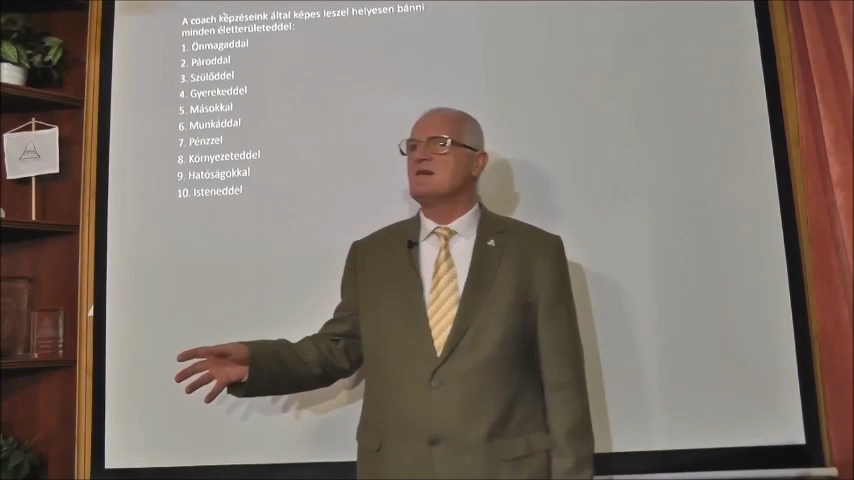 A coach képzéseink által képes leszel helyesen bánni
minden életterületeddel:
1. Önmagaddal
2. Pároddal
3. Szülőddel
4. Gyerekeddel
5. Másokkal
6. Munkáddal
7. Pénzzel
8. Környezeteddel
9. Hatóságokkal
10. Isteneddel